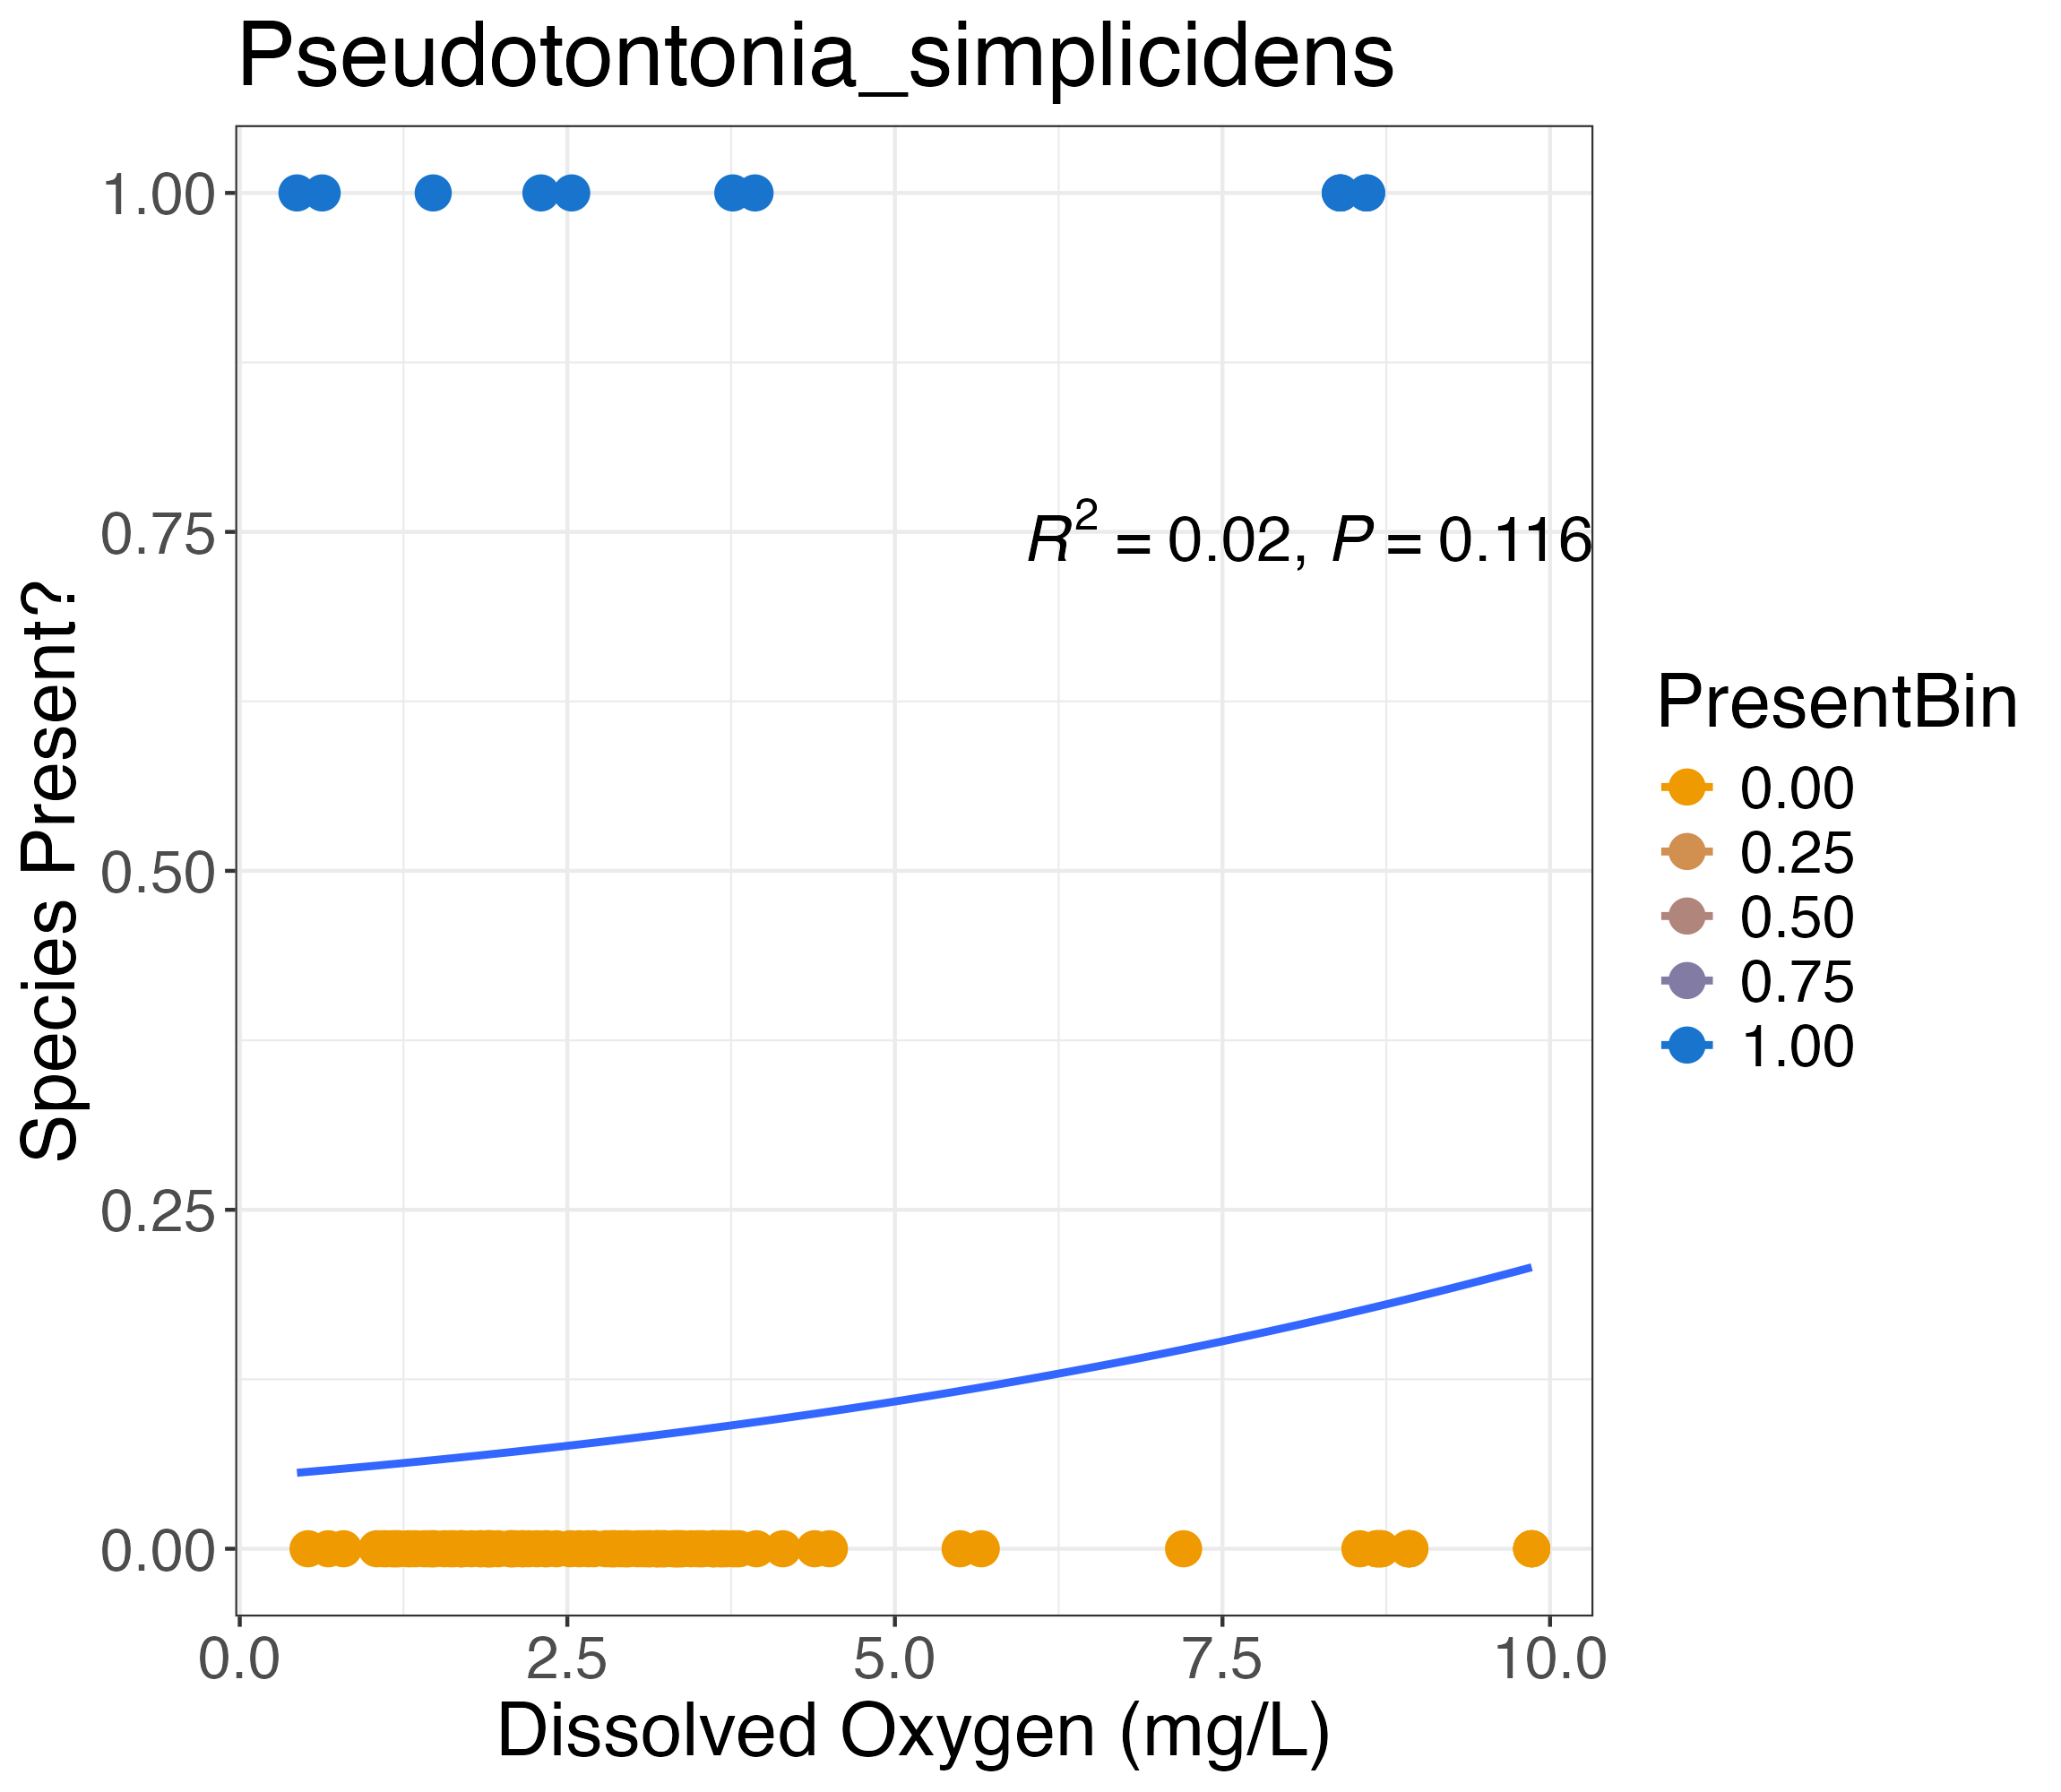 Pseudotontonia_simplicidens
1.00
0.75
0.50
0.25
0.00
Species Present?
R² = 0.02, P = 0.116
0.0 2.5 5.0 7.5 10.0
Dissolved Oxygen (mg/L)
PresentBin
0.00
0.25
0.50
0.75
1.00